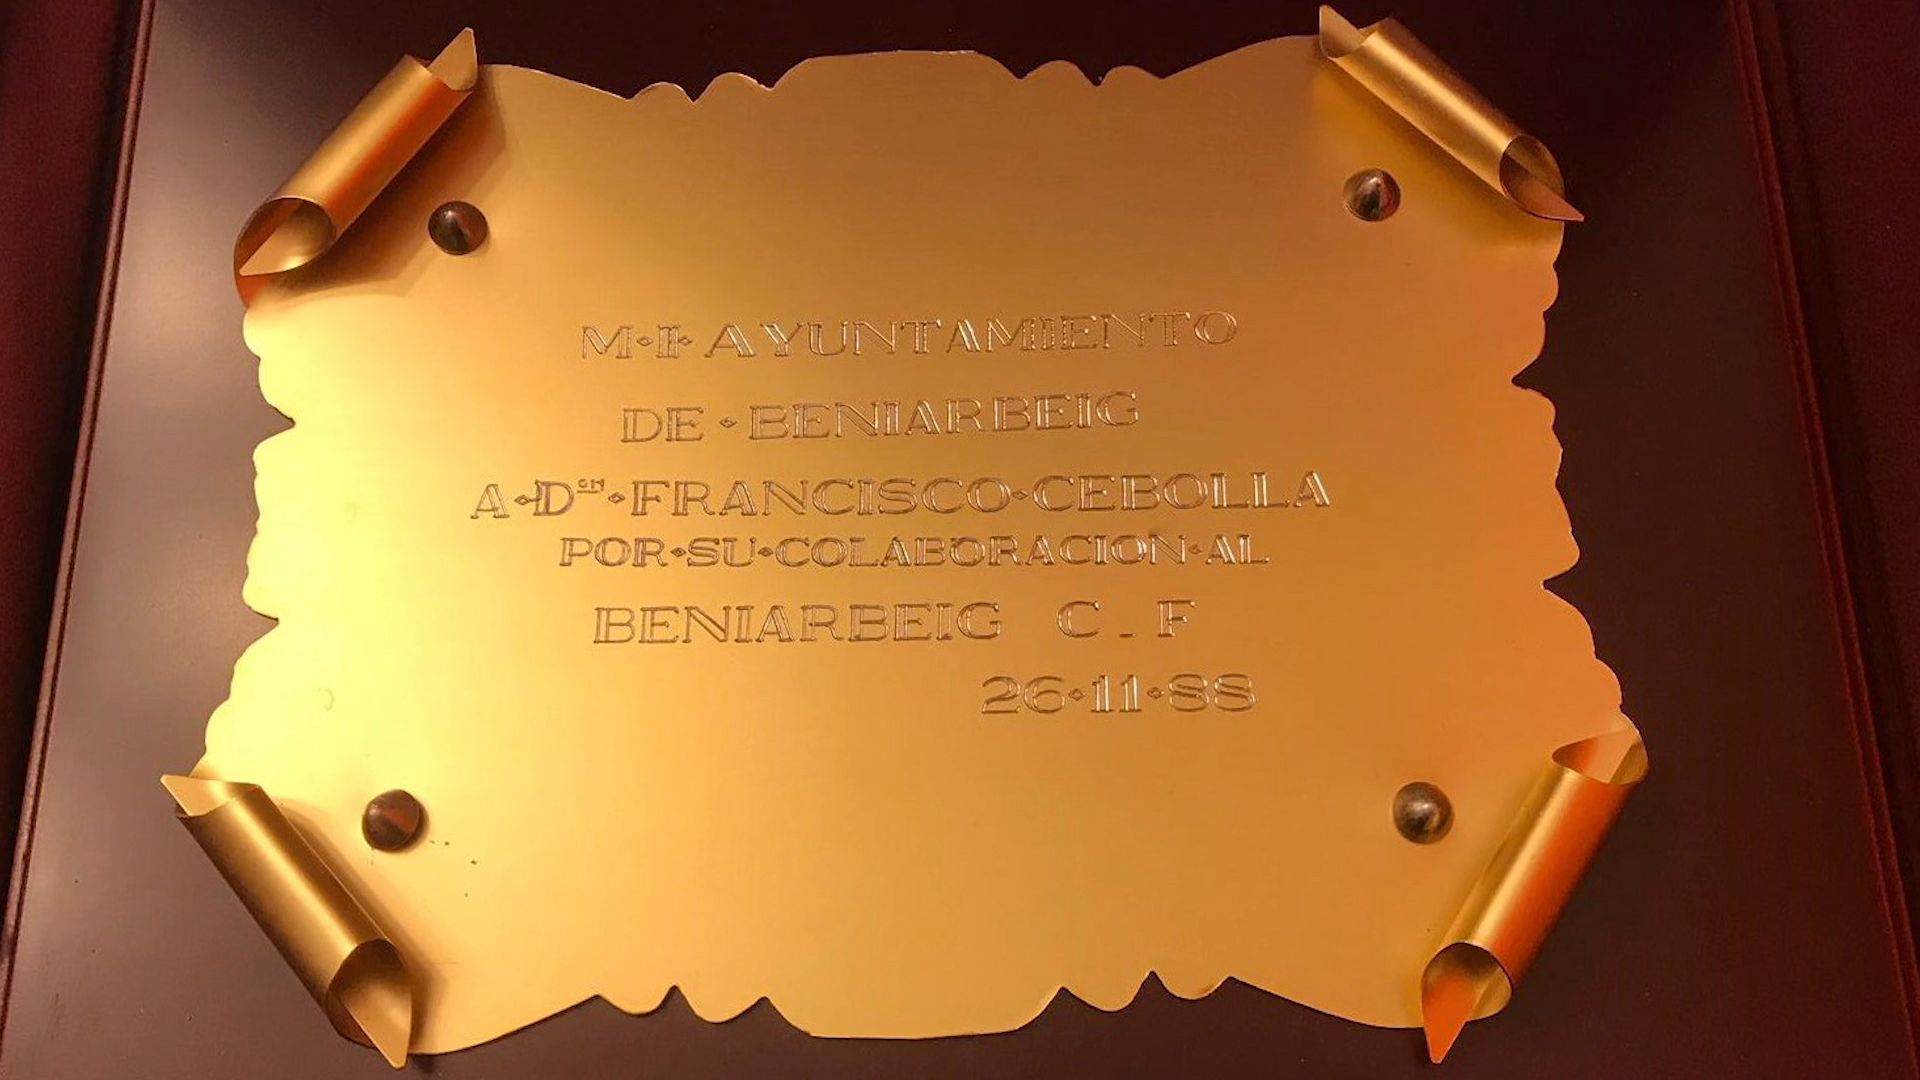 M·I· AYUNTAMIENTO
DE · BENIARBEIG
A·Dᵒⁿ·FRANCISCO·CEBOLLA
POR·SU·COLABORACION·AL
BENIARBEIG C.F
26·11·88